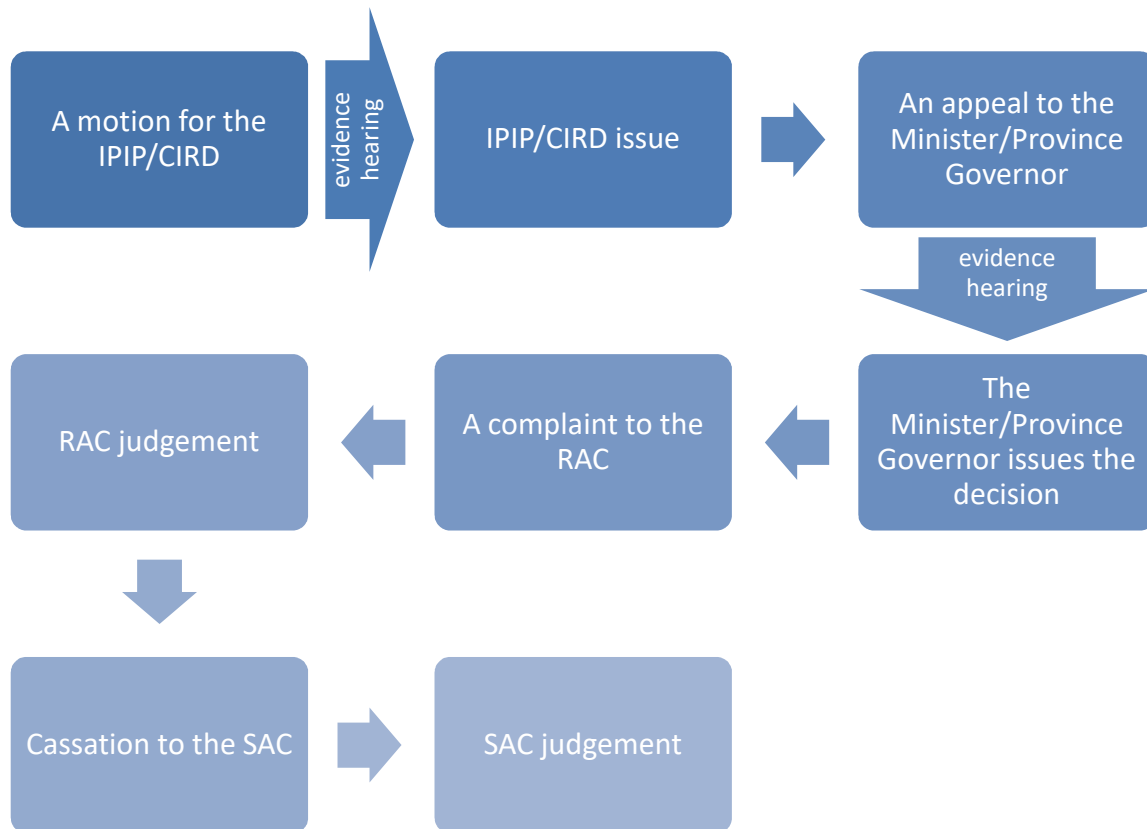 A motion for the
IPIP/CIRD
evidence
hearing
IPIP/CIRD issue
An appeal to the
Minister/Province
Governor
evidence
hearing
The
Minister/Province
Governor issues the
decision
A complaint to the
RAC
RAC judgement
Cassation to the SAC
SAC judgement